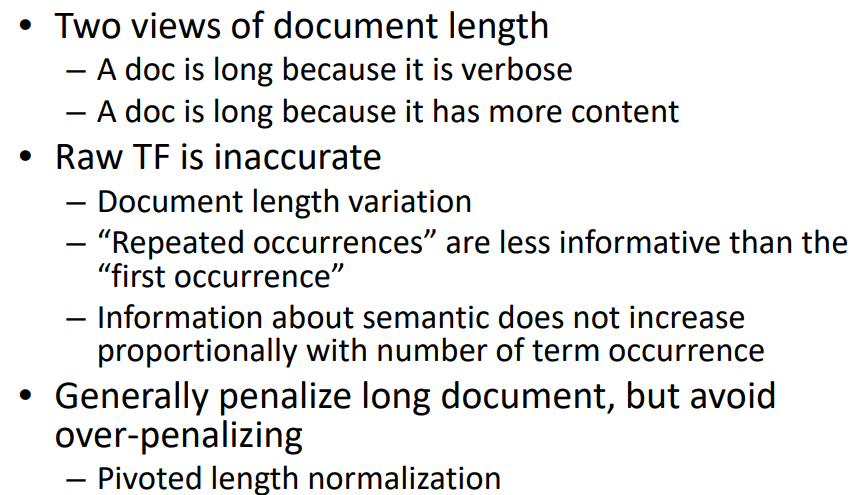 • Two views of document length
– A doc is long because it is verbose
– A doc is long because it has more content
• Raw TF is inaccurate
– Document length variation
– “Repeated occurrences” are less informative than the
“first occurrence”
– Information about semantic does not increase
proportionally with number of term occurrence
• Generally penalize long document, but avoid
over-penalizing
– Pivoted length normalization